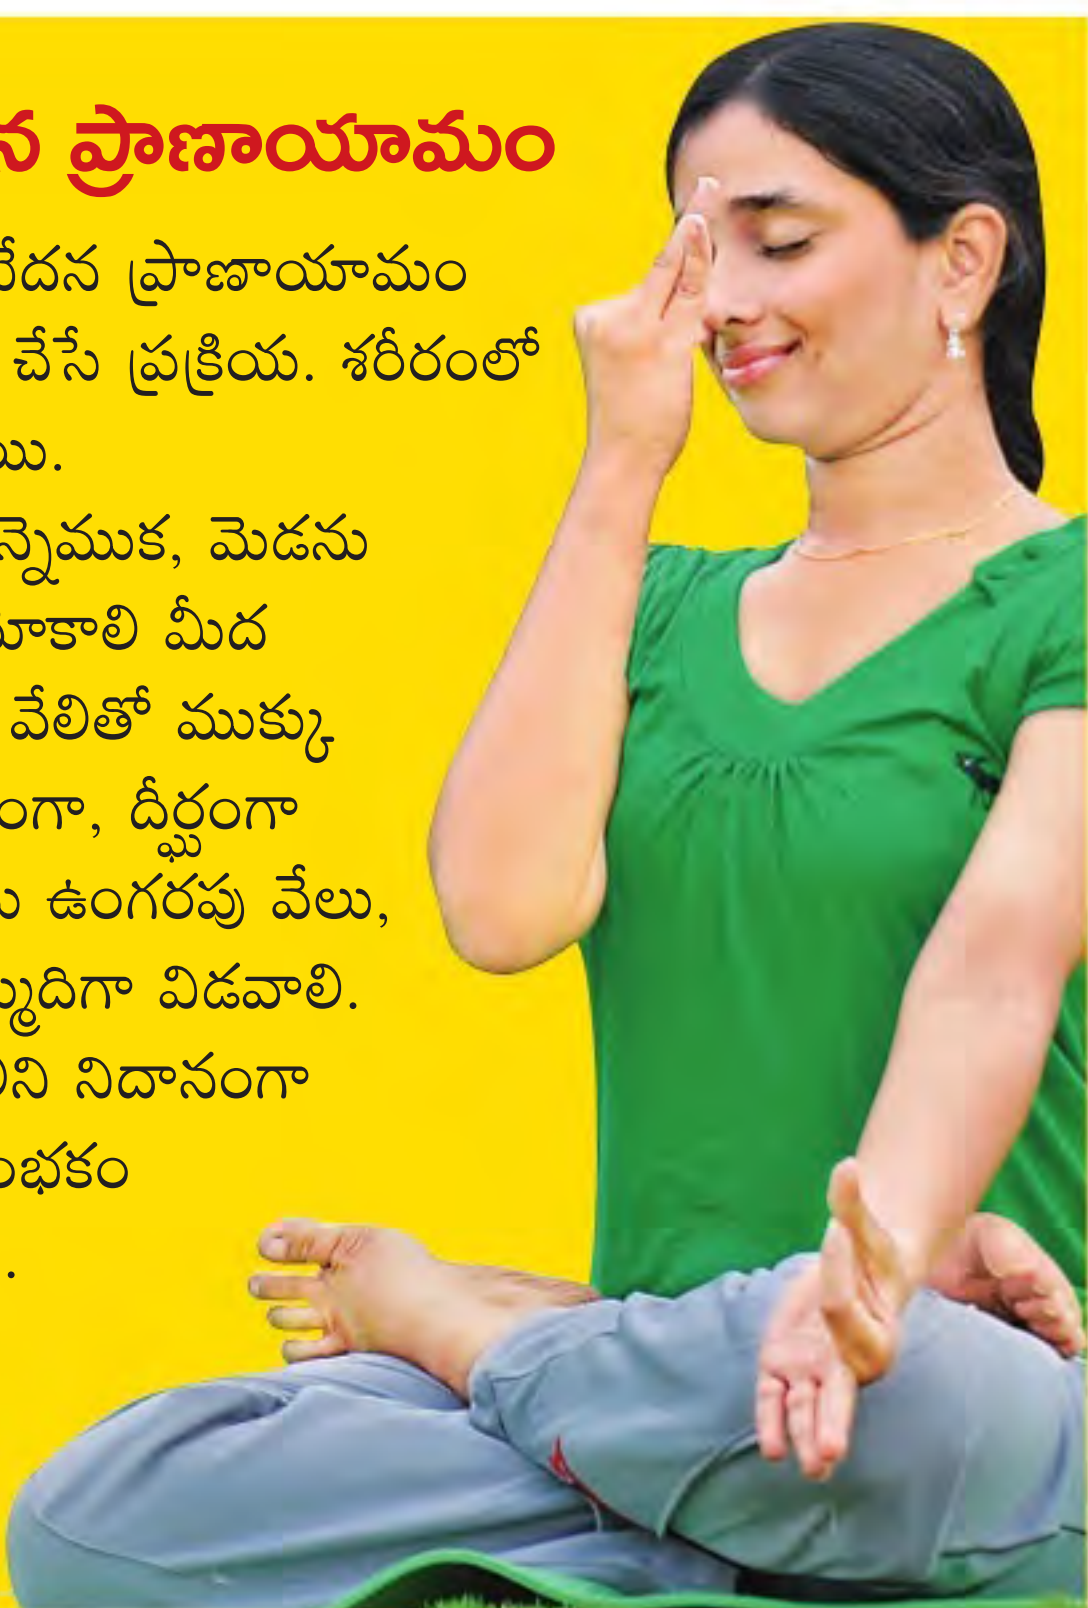 న ప్రాణాయామం
వేదన ప్రాణాయామం
చేసే ప్రక్రియ. శరీరంలో
యి.
న్నెముక, మెడను
మోకాలి మీద
వేలితో ముక్కు
ంగా, దీర్ఘంగా
ఉంగరపు వేలు,
మ్మదిగా విడవాలి.
ని నిదానంగా
ంభకం
.